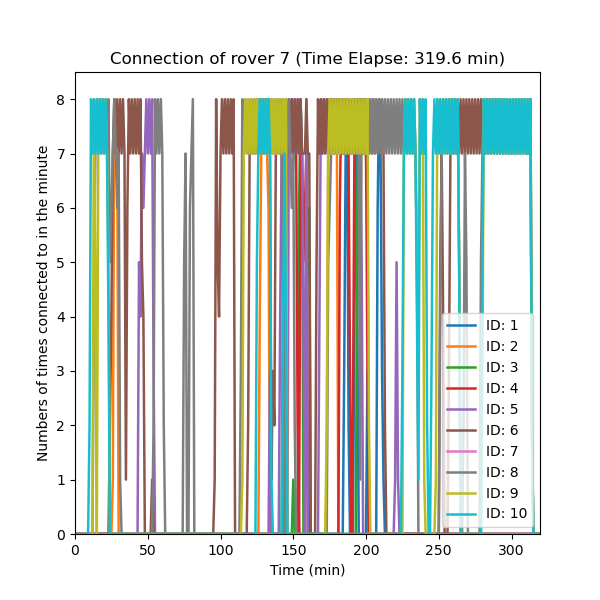 Connection of rover 7 (Time Elapse: 319.6 min)
Numbers of times connected to in the minute
8
7
6
5
4
3
2
1
0
0 50 100 150 200 250 300
Time (min)
ID: 1
ID: 2
ID: 3
ID: 4
ID: 5
ID: 6
ID: 7
ID: 8
ID: 9
ID: 10